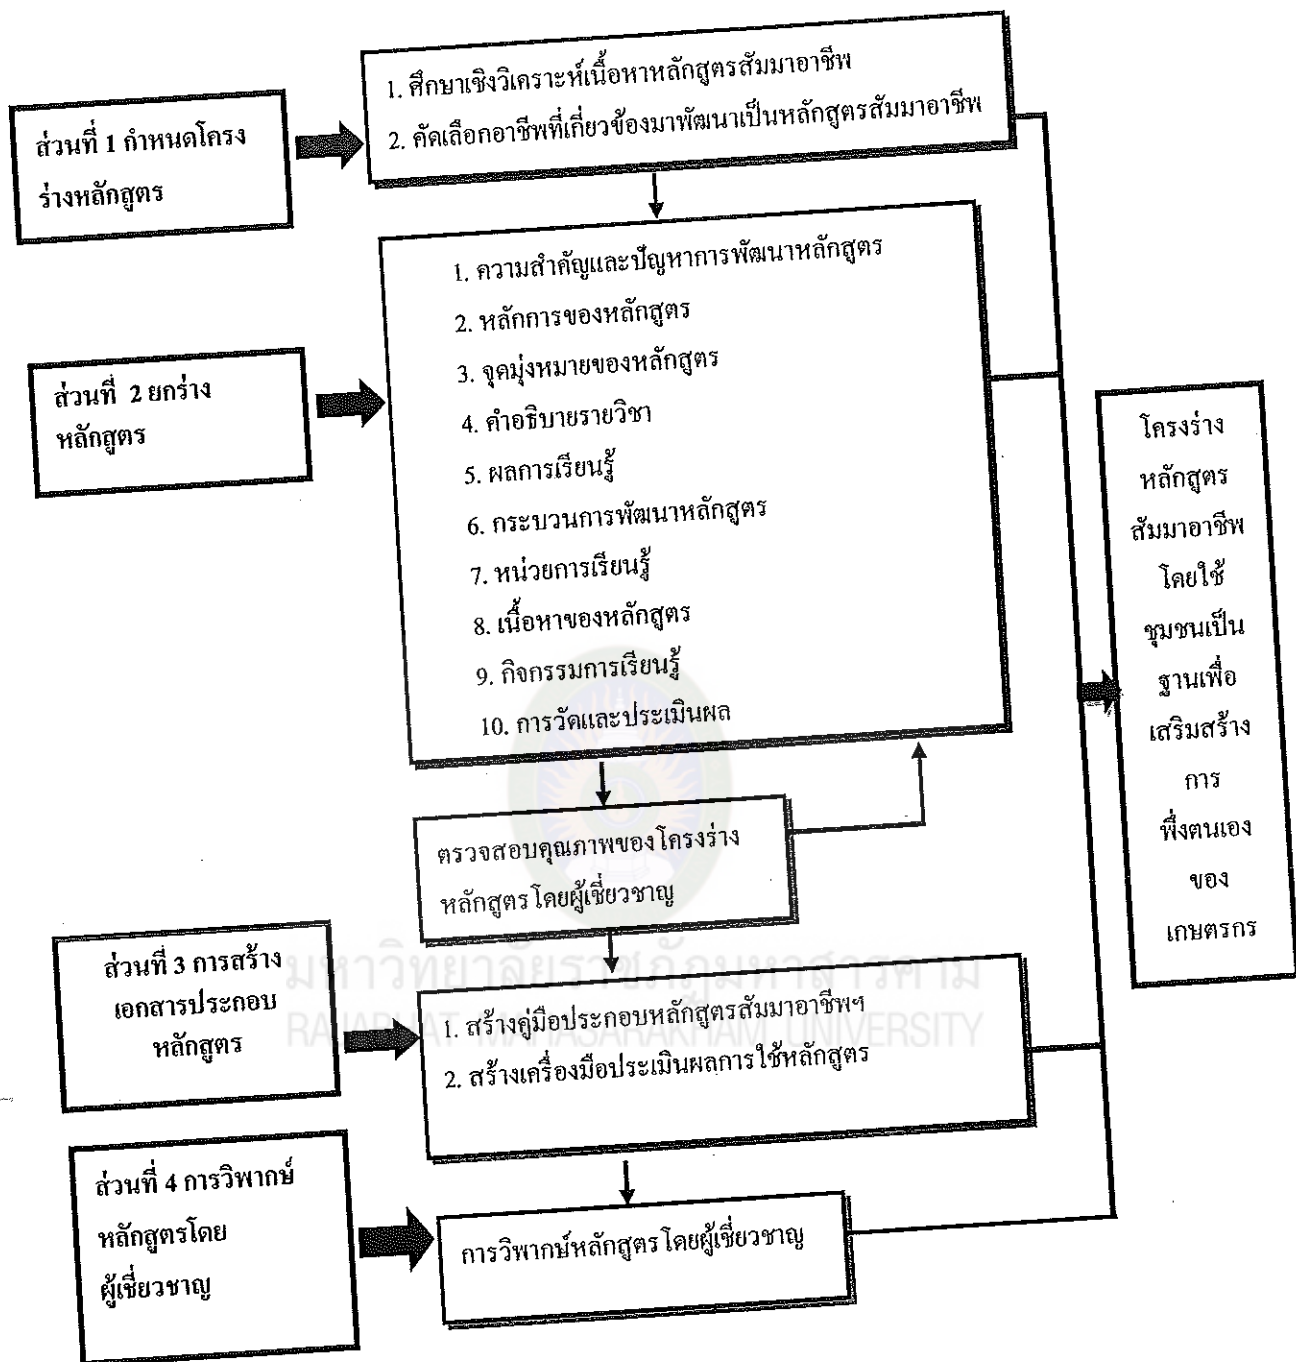 ส่วนที่ 1 กำหนดโครง
ร่างหลักสูตร
1. ศึกษาเชิงวิเคราะห์เนื้อหาหลักสูตรสัมมาอาชีพ
2. คัดเลือกอาชีพที่เกี่ยวข้องมาพัฒนาเป็นหลักสูตรสัมมาอาชีพ
ส่วนที่ 2 ยกร่าง
หลักสูตร
1. ความสำคัญและปัญหาการพัฒนาหลักสูตร
2. หลักการของหลักสูตร
3. จุดมุ่งหมายของหลักสูตร
4. คำอธิบายรายวิชา
5. ผลการเรียนรู้
6. กระบวนการพัฒนาหลักสูตร
7. หน่วยการเรียนรู้
8. เนื้อหาของหลักสูตร
9. กิจกรรมการเรียนรู้
10. การวัดและประเมินผล
ตรวจสอบคุณภาพของโครงร่าง
หลักสูตร โดยผู้เชี่ยวชาญ
ส่วนที่ 3 การสร้าง
เอกสารประกอบ
หลักสูตร
1. สร้างคู่มือประกอบหลักสูตรสัมมาอาชีพฯ
2. สร้างเครื่องมือประเมินผลการใช้หลักสูตร
ส่วนที่ 4 การวิพากษ์
หลักสูตรโดย
ผู้เชี่ยวชาญ
การวิพากษ์หลักสูตร โดยผู้เชี่ยวชาญ
โครงร่าง
หลักสูตร
สัมมาอาชีพ
โดยใช้
ชุมชนเป็น
ฐานเพื่อ
เสริมสร้าง
การ
พึ่งตนเอง
ของ
เกษตรกร
มหาวิทยาลัยราชภัฏมหาสารคาม
RAJABHAT MAHASARAKHAM UNIVERSITY